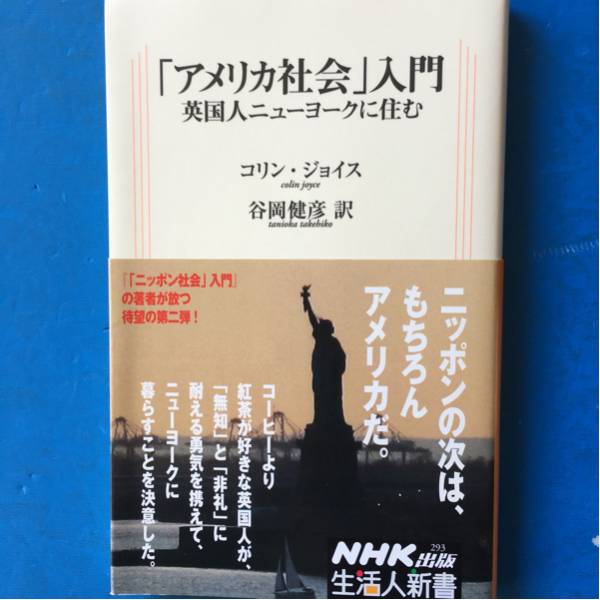 「アメリカ社会」入門
英国人ニューヨークに住む
コリン・ジョイス
colin joyce
谷岡健彦 訳
tanioka takehiko
『「ニッポン社会」入門』
の著者が放つ
待望の第二弾！
ニッポンの次は、
もちろん
アメリカだ。
コーヒーより
紅茶が好きな英国人が、
「無知」と「非礼」に
耐える勇気を携えて、
ニューヨークに
暮らすことを決意した。
293
NHK出版
生活人新書